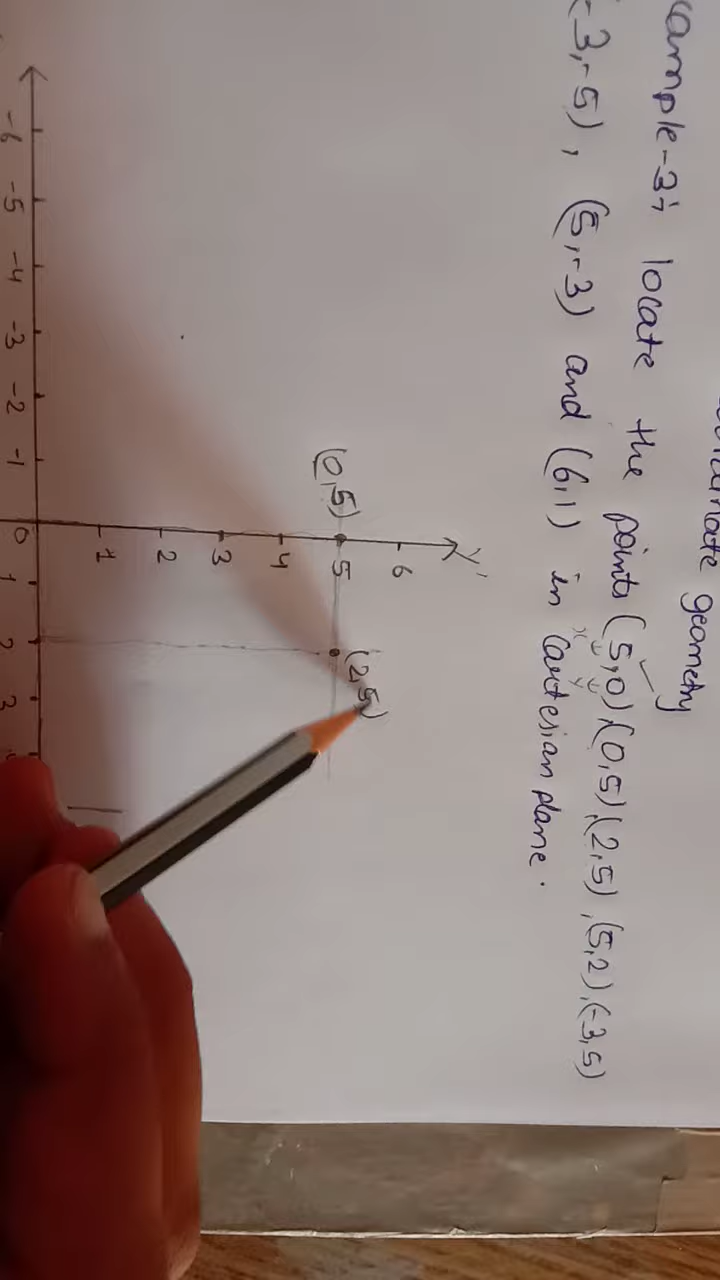 geometry
locate the points (5,0), (0,5), (2,5), (5,2), (-3,5)
-3,-5), (5,-3) and (6,1) in Cartesian plane.
x y
Y'
6
(0,5) 5 (2,5)
4
3
2
1
-6 -5 -4 -3 -2 -1 0 1 2 3